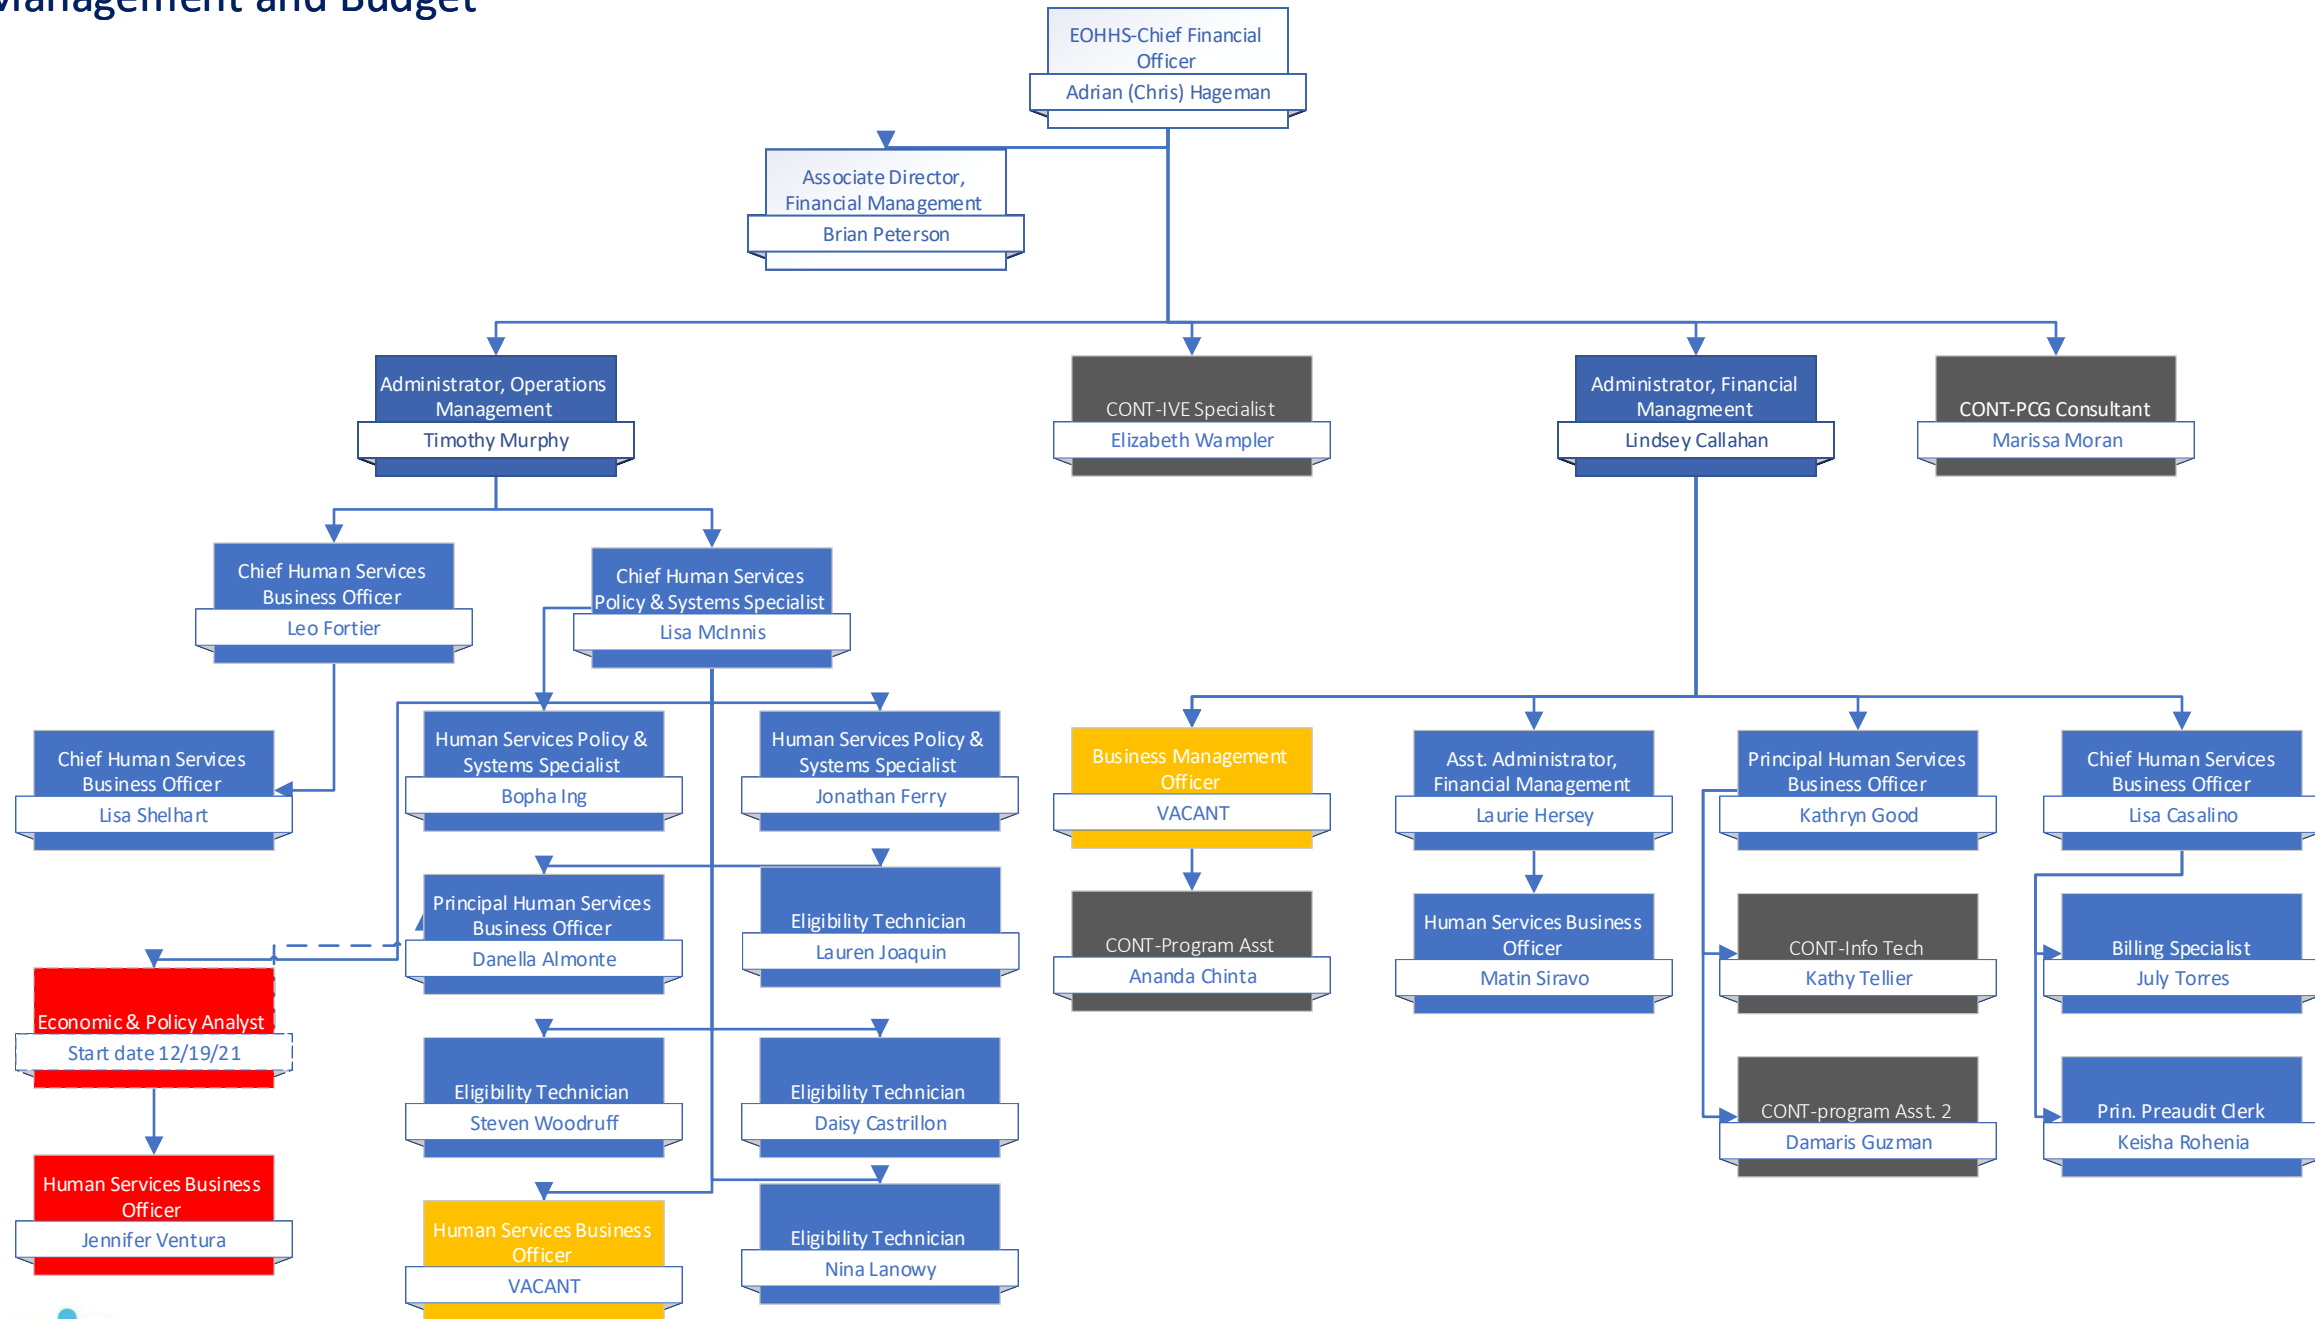 Management and Budget
EOHHS-Chief Financial
Officer
Adrian (Chris) Hageman
Associate Director,
Financial Management
Brian Peterson
Administrator, Operations
Management
Timothy Murphy
CONT-IVE Specialist
Elizabeth Wampler
Administrator, Financial
Managmeent
Lindsey Callahan
CONT-PCG Consultant
Marissa Moran
Chief Human Services
Business Officer
Leo Fortier
Chief Human Services
Policy & Systems Specialist
Lisa McInnis
Chief Human Services
Business Officer
Lisa Shelhart
Human Services Policy &
Systems Specialist
Bopha Ing
Human Services Policy &
Systems Specialist
Jonathan Ferry
Business Management
Officer
VACANT
Asst. Administrator,
Financial Management
Laurie Hersey
Principal Human Services
Business Officer
Kathryn Good
Chief Human Services
Business Officer
Lisa Casalino
Principal Human Services
Business Officer
Danella Almonte
Eligibility Technician
Lauren Joaquin
CONT-Program Asst
Ananda Chinta
Human Services Business
Officer
Matin Siravo
CONT-Info Tech
Kathy Tellier
Billing Specialist
July Torres
Economic & Policy Analyst
Start date 12/19/21
Eligibility Technician
Steven Woodruff
Eligibility Technician
Daisy Castrillon
CONT-program Asst. 2
Damaris Guzman
Prin. Preaudit Clerk
Keisha Rohenia
Human Services Business
Officer
Jennifer Ventura
Human Services Business
Officer
VACANT
Eligibility Technician
Nina Lanowy